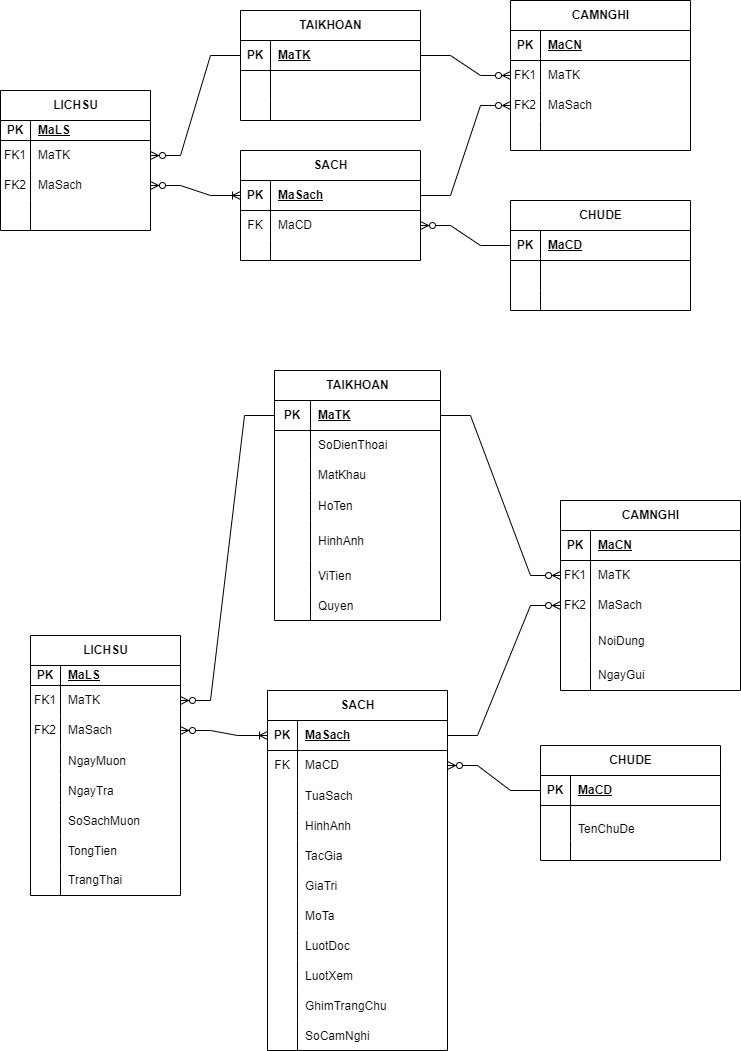 TAIKHOAN
PK MaTK
CAMNGHI
PK MaCN
FK1 MaTK
FK2 MaSach
LICHSU
PK MaLS
FK1 MaTK
FK2 MaSach
SACH
PK MaSach
FK MaCD
CHUDE
PK MaCD
TAIKHOAN
PK MaTK
SoDienThoai
MatKhau
HoTen
HinhAnh
ViTien
Quyen
CAMNGHI
PK MaCN
FK1 MaTK
FK2 MaSach
NoiDung
NgayGui
LICHSU
PK MaLS
FK1 MaTK
FK2 MaSach
NgayMuon
NgayTra
SoSachMuon
TongTien
TrangThai
SACH
PK MaSach
FK MaCD
TuaSach
HinhAnh
TacGia
GiaTri
MoTa
LuotDoc
LuotXem
GhimTrangChu
SoCamNghi
CHUDE
PK MaCD
TenChuDe